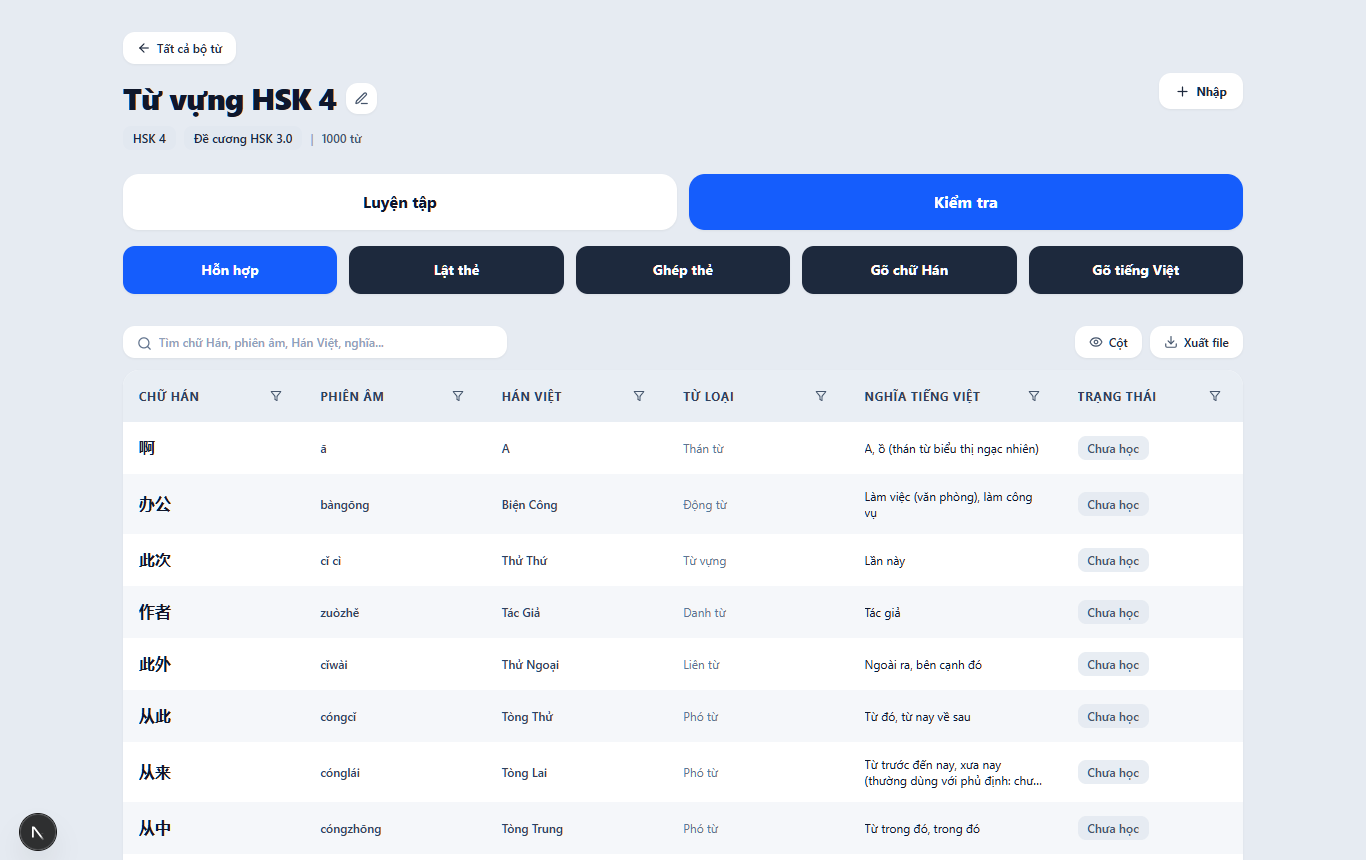 Tất cả bộ từ
Từ vựng HSK 4
Nhập
HSK 4 Đề cương HSK 3.0 | 1000 từ
Luyện tập Kiểm tra
Hỗn hợp Lật thẻ Ghép thẻ Gõ chữ Hán Gõ tiếng Việt
Tìm chữ Hán, phiên âm, Hán Việt, nghĩa... Cột Xuất file
CHỮ HÁN PHIÊN ÂM HÁN VIỆT TỪ LOẠI NGHĨA TIẾNG VIỆT TRẠNG THÁI
啊 ā A Thán từ A, ồ (thán từ biểu thị ngạc nhiên) Chưa học
办公 bàngōng Biện Công Động từ Làm việc (văn phòng), làm công
vụ Chưa học
此次 cǐ cì Thử Thứ Từ vựng Lần này Chưa học
作者 zuòzhě Tác Giả Danh từ Tác giả Chưa học
此外 cǐwài Thử Ngoại Liên từ Ngoài ra, bên cạnh đó Chưa học
从此 cóngcǐ Tòng Thử Phó từ Từ đó, từ nay về sau Chưa học
从来 cónglái Tòng Lai Phó từ Từ trước đến nay, xưa nay
(thường dùng với phủ định: chư... Chưa học
从中 cóngzhōng Tòng Trung Phó từ Từ trong đó, trong đó Chưa học